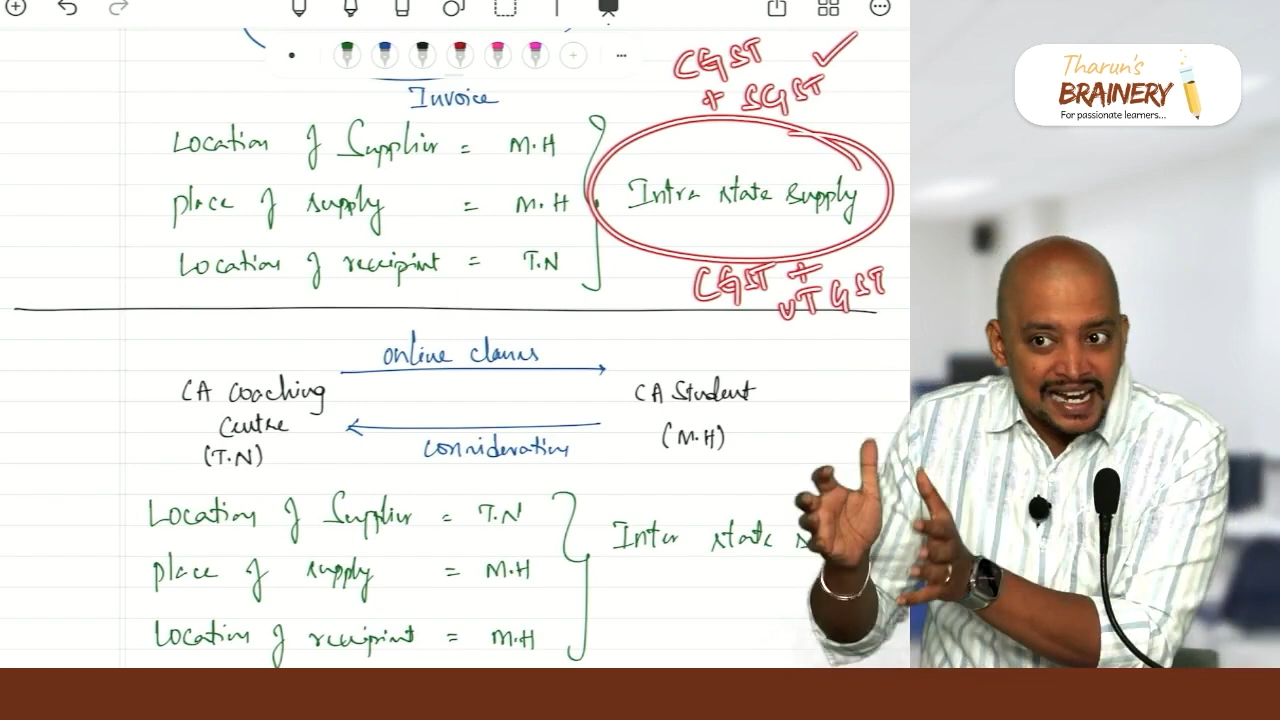 CGST
+ SGST
Invoice
Location of Supplier = M.H
place of supply = M.H
Location of receipint = T.N
Intra state supply
CGST +
UTGST
online classes
CA Coaching
Centre
(T.N)
CA Student
(M.H)
consideration
Location of Supplier = T.N
place of supply = M.H
Location of receipint = M.H
Inter state s
Tharun's
BRAINERY
For passionate learners...